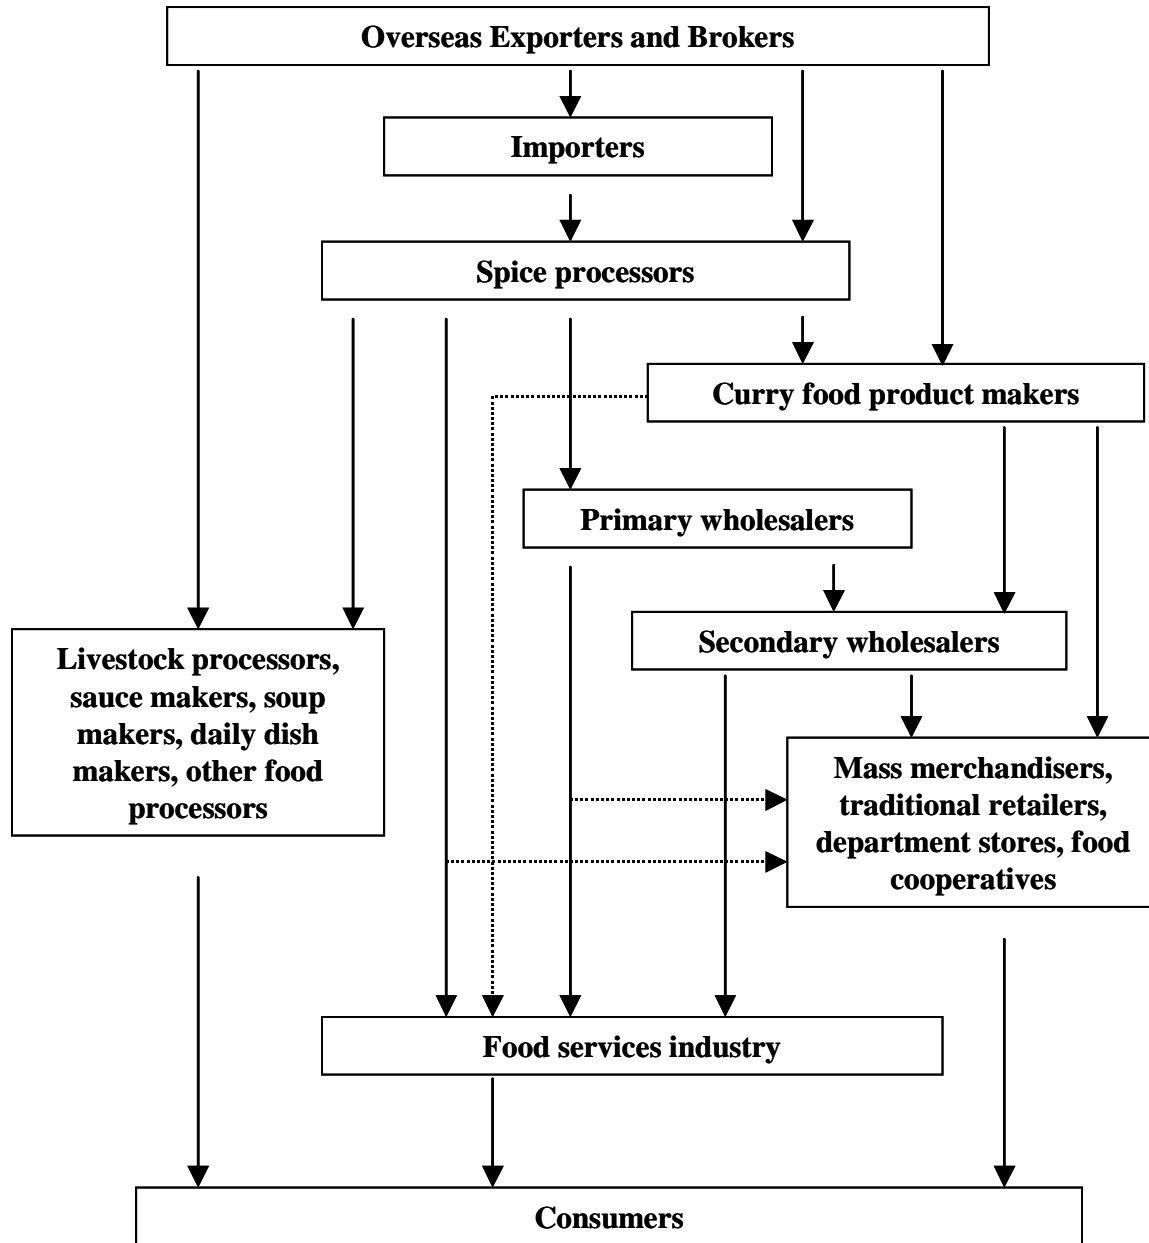 Overseas Exporters and Brokers
Importers
Spice processors
Curry food product makers
Primary wholesalers
Secondary wholesalers
Livestock processors,
sauce makers, soup
makers, daily dish
makers, other food
processors
Mass merchandisers,
traditional retailers,
department stores, food
cooperatives
Food services industry
Consumers